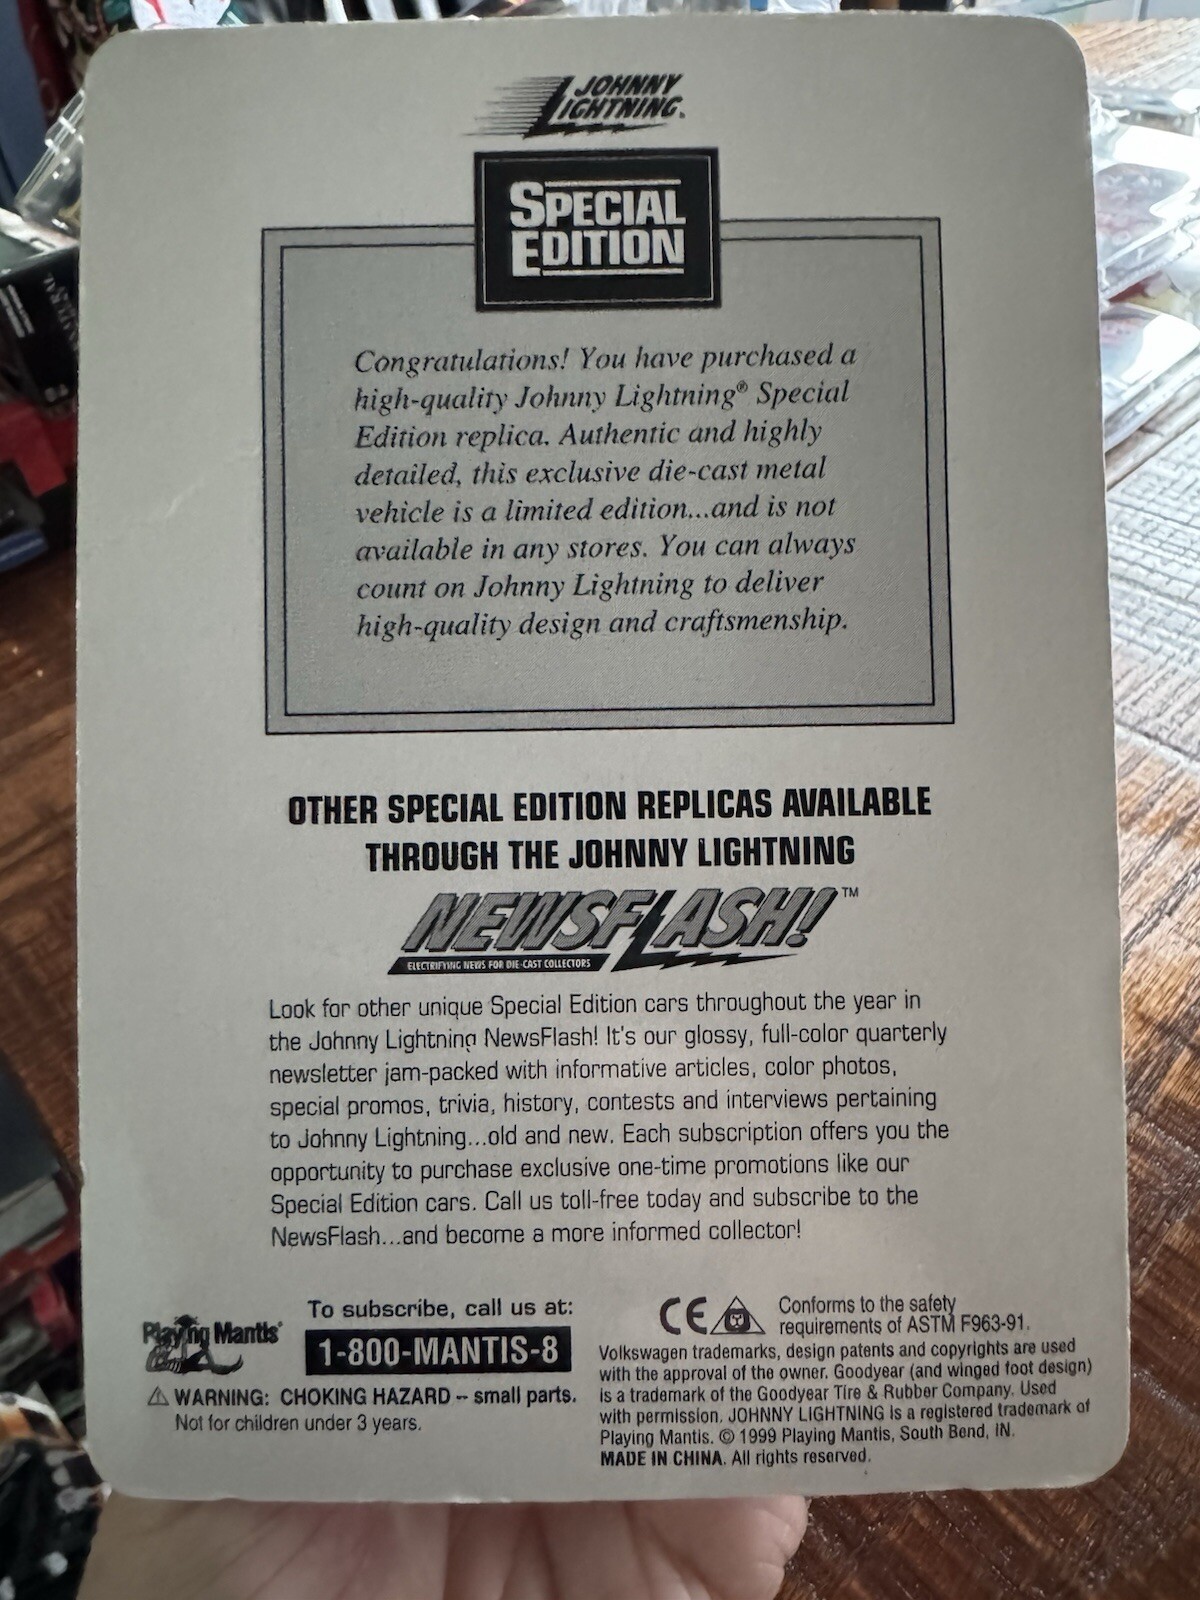 JOHNNY
LIGHTNING.
SPECIAL
EDITION
Congratulations! You have purchased a
high-quality Johnny Lightning® Special
Edition replica. Authentic and highly
detailed, this exclusive die-cast metal
vehicle is a limited edition...and is not
available in any stores. You can always
count on Johnny Lightning to deliver
high-quality design and craftsmenship.
OTHER SPECIAL EDITION REPLICAS AVAILABLE
THROUGH THE JOHNNY LIGHTNING
NEWSFLASH!™
ELECTRIFYING NEWS FOR DIE-CAST COLLECTORS
Look for other unique Special Edition cars throughout the year in
the Johnny Lightning NewsFlash! It's our glossy, full-color quarterly
newsletter jam-packed with informative articles, color photos,
special promos, trivia, history, contests and interviews pertaining
to Johnny Lightning...old and new. Each subscription offers you the
opportunity to purchase exclusive one-time promotions like our
Special Edition cars. Call us toll-free today and subscribe to the
NewsFlash...and become a more informed collector!
Playing Mantis®
To subscribe, call us at:
1-800-MANTIS-8
⚠ WARNING: CHOKING HAZARD -- small parts.
Not for children under 3 years.
CE
Conforms to the safety
requirements of ASTM F963-91.
Volkswagen trademarks, design patents and copyrights are used
with the approval of the owner. Goodyear (and winged foot design)
is a trademark of the Goodyear Tire & Rubber Company. Used
with permission. JOHNNY LIGHTNING is a registered trademark of
Playing Mantis. © 1999 Playing Mantis, South Bend, IN.
MADE IN CHINA. All rights reserved.